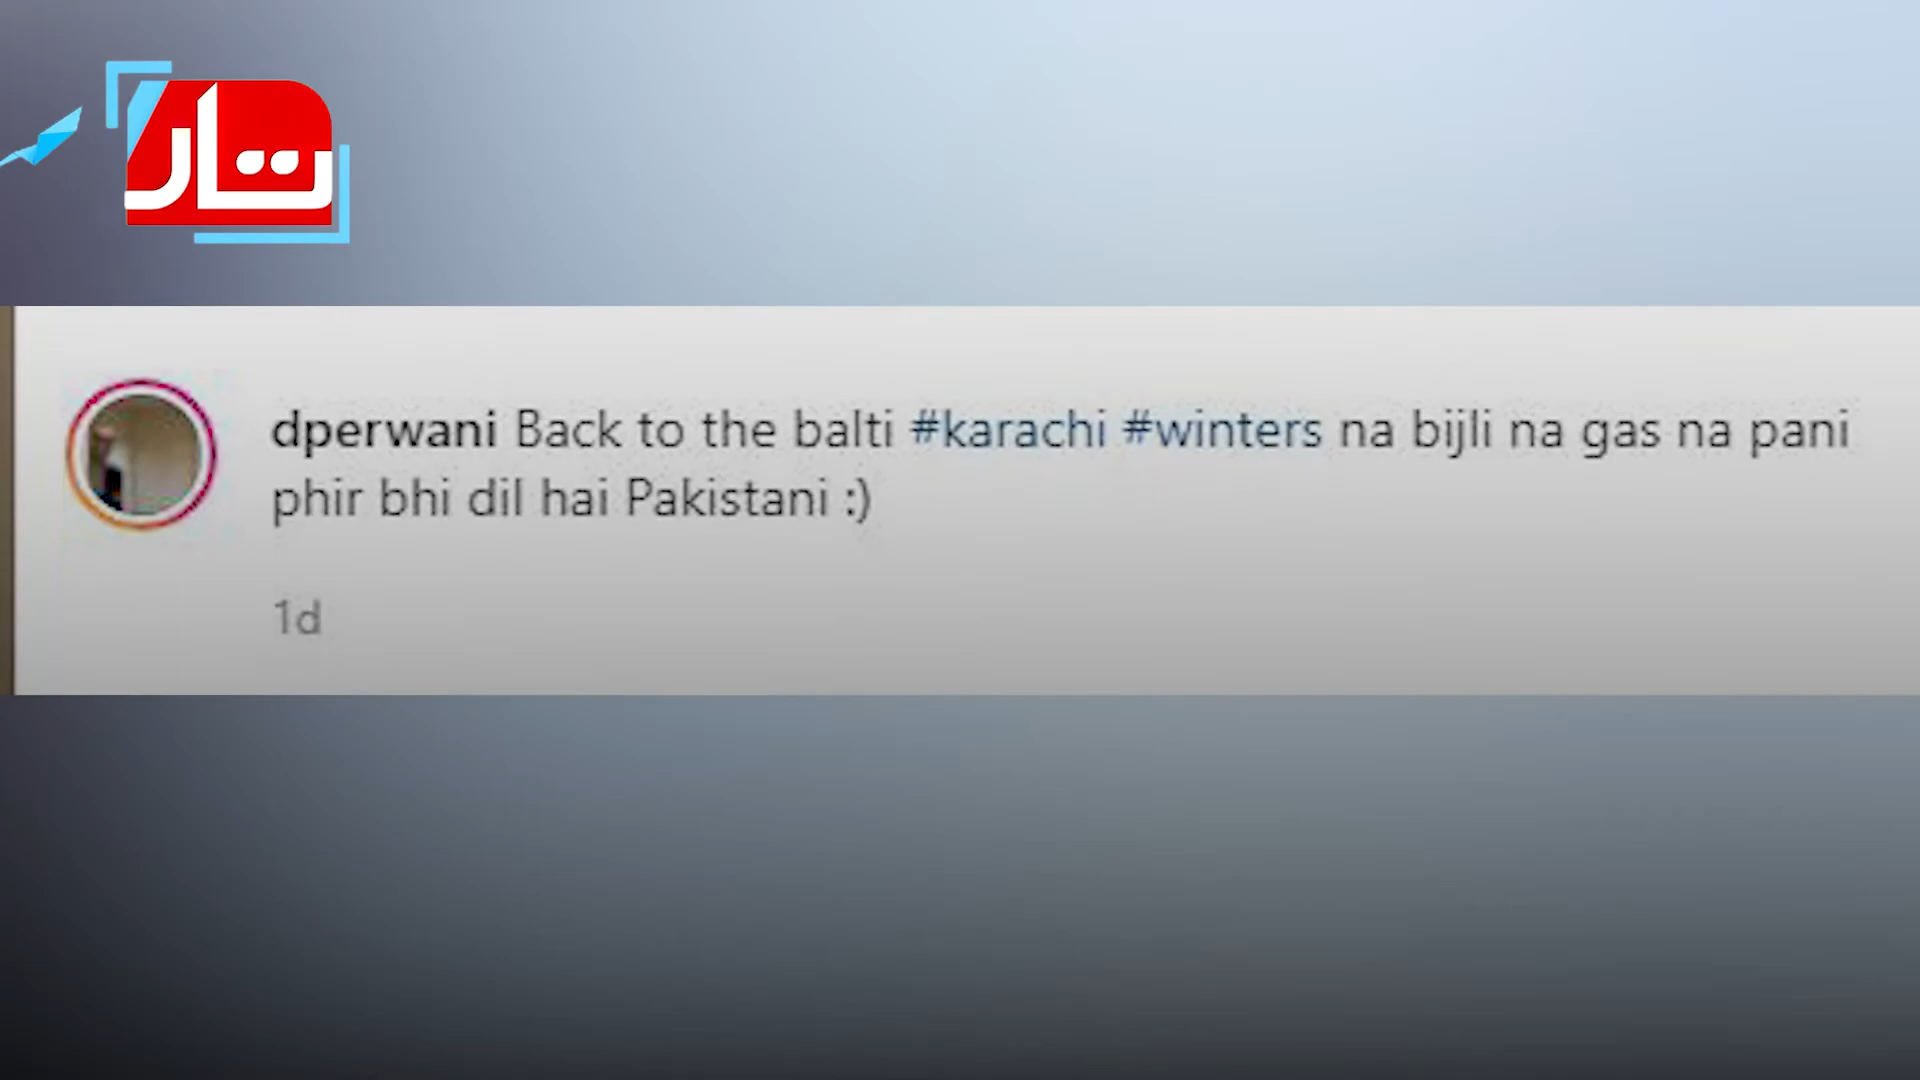 تار
dperwani Back to the balti #karachi #winters na bijli na gas na pani
phir bhi dil hai Pakistani :)
1d